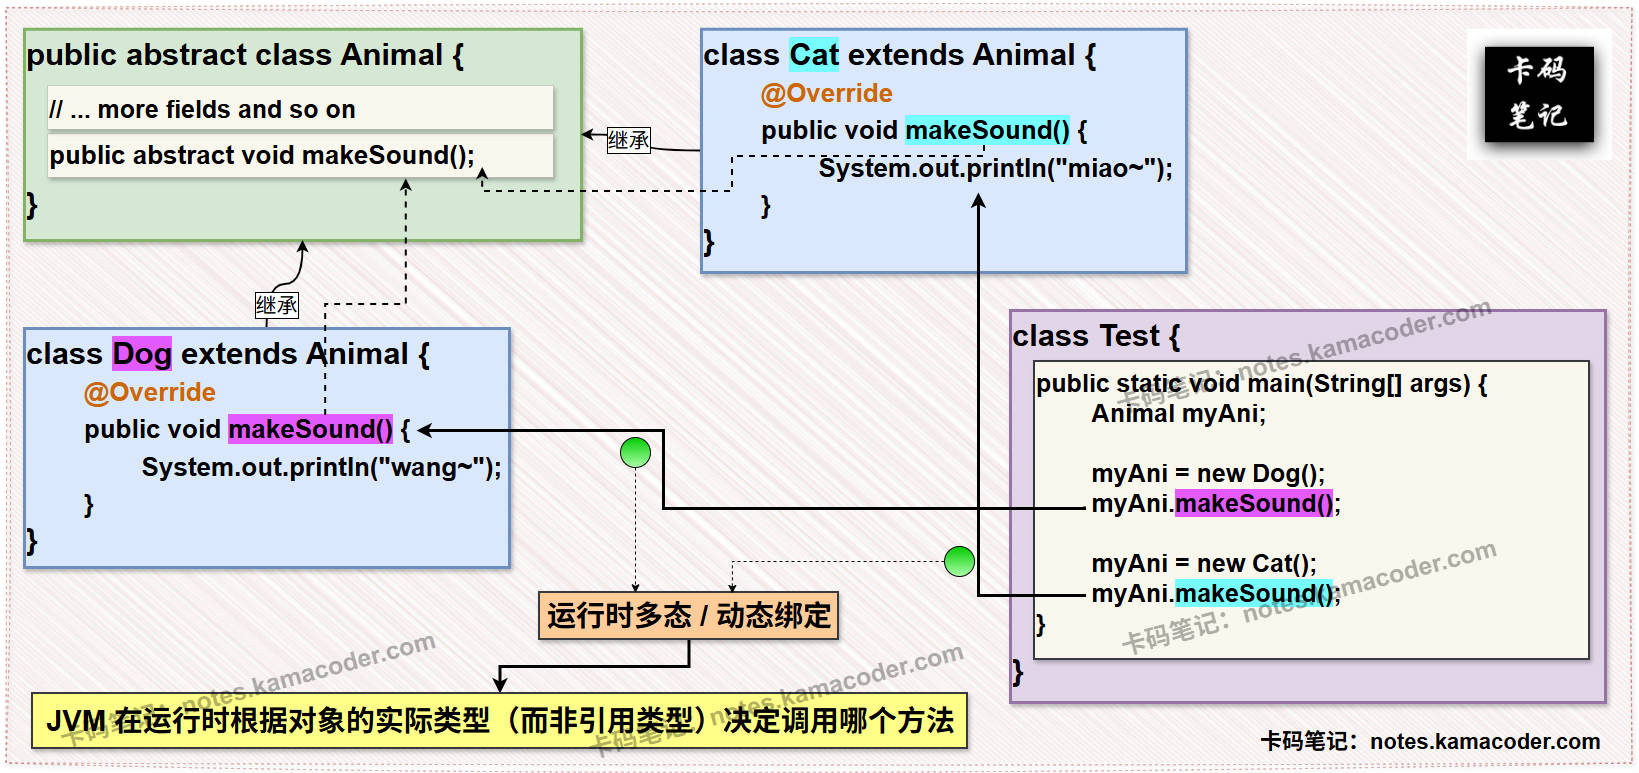 public abstract class Animal {
// ... more fields and so on
public abstract void makeSound();
}
继承
class Cat extends Animal {
@Override
public void makeSound() {
System.out.println("miao~");
}
}
卡码
笔记
继承
class Dog extends Animal {
@Override
public void makeSound() {
System.out.println("wang~");
}
}
class Test {
public static void main(String[] args) {
Animal myAni;
myAni = new Dog();
myAni.makeSound();
myAni = new Cat();
myAni.makeSound();
}
}
卡码笔记：notes.kamacoder.com
卡码笔记：notes.kamacoder.com
运行时多态 / 动态绑定
JVM 在运行时根据对象的实际类型（而非引用类型）决定调用哪个方法
卡码笔记：notes.kamacoder.com
卡码笔记：notes.kamacoder.com
卡码笔记：notes.kamacoder.com